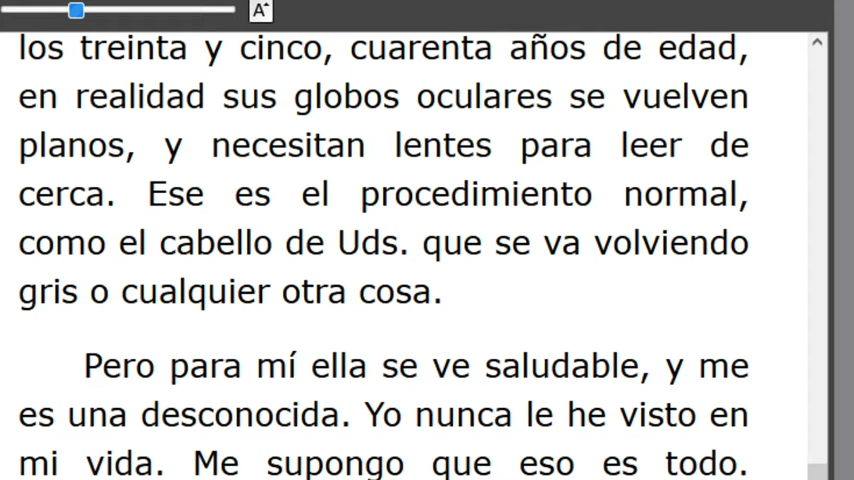 A
los treinta y cinco, cuarenta años de edad,
en realidad sus globos oculares se vuelven
planos, y necesitan lentes para leer de
cerca. Ese es el procedimiento normal,
como el cabello de Uds. que se va volviendo
gris o cualquier otra cosa.
Pero para mí ella se ve saludable, y me
es una desconocida. Yo nunca le he visto en
mi vida. Me supongo que eso es todo.